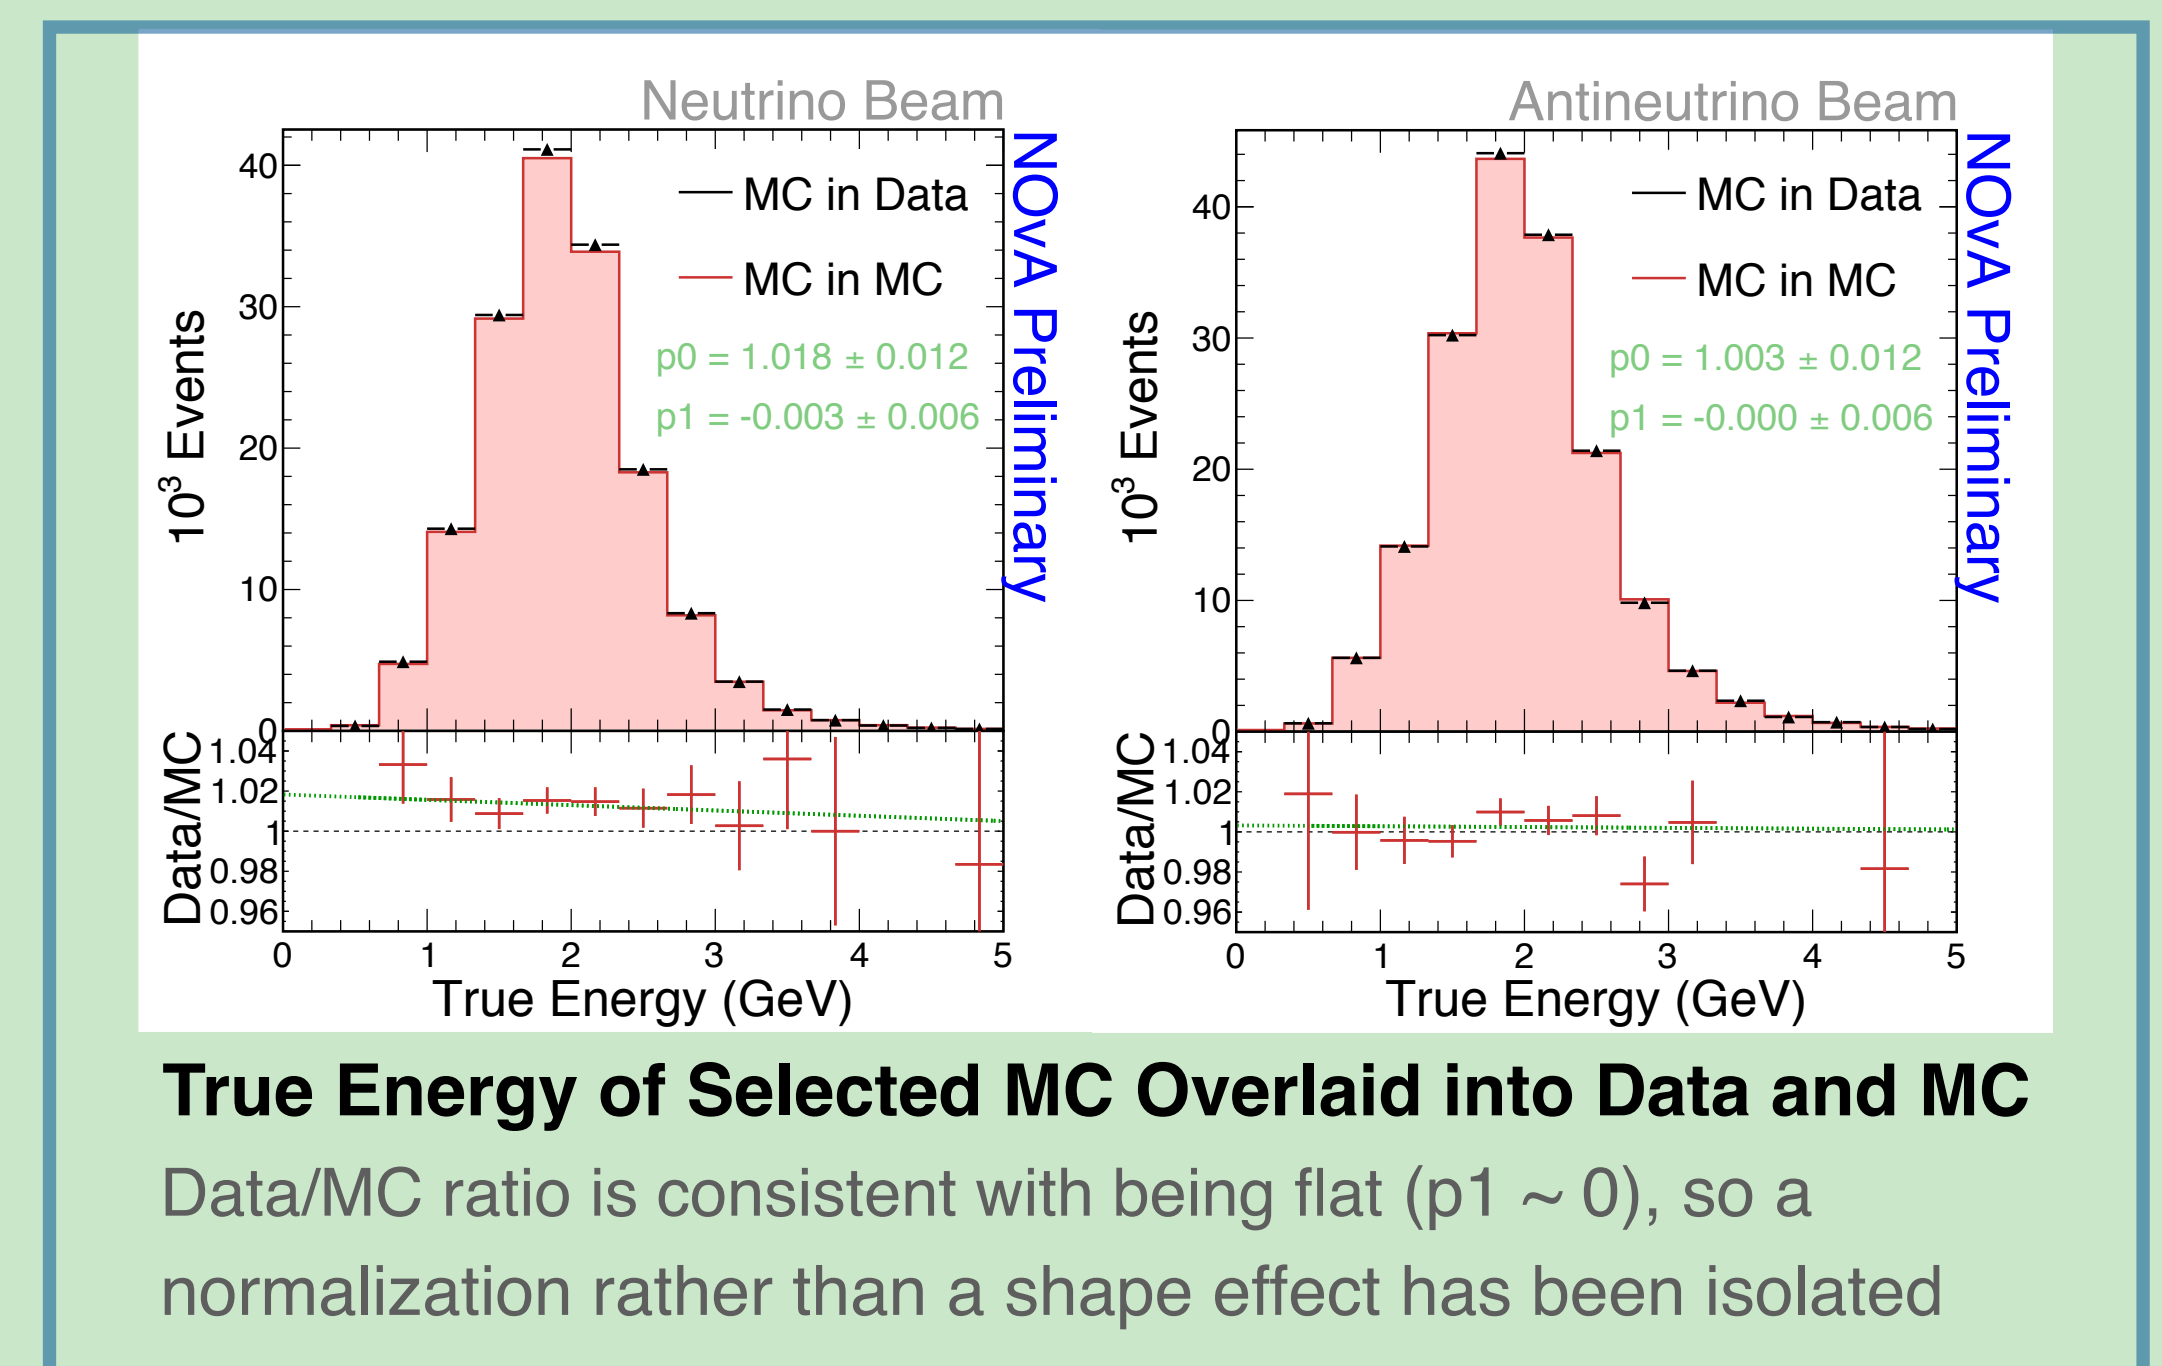 Neutrino Beam
MC in Data
MC in MC
p0 = 1.018 ± 0.012
p1 = -0.003 ± 0.006
NOvA Preliminary
10³ Events
40
30
20
10
0
Data/MC
1.04
1.02
1
0.98
0.96
0 1 2 3 4 5
True Energy (GeV)
Antineutrino Beam
MC in Data
MC in MC
p0 = 1.003 ± 0.012
p1 = -0.000 ± 0.006
NOvA Preliminary
10³ Events
40
30
20
10
0
Data/MC
1.04
1.02
1
0.98
0.96
0 1 2 3 4 5
True Energy (GeV)
True Energy of Selected MC Overlaid into Data and MC
Data/MC ratio is consistent with being flat (p1 ~ 0), so a
normalization rather than a shape effect has been isolated